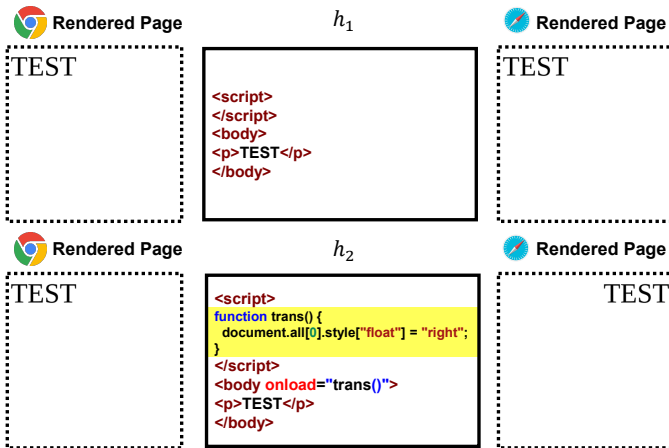 Rendered Page
h₁
Rendered Page
TEST
<script>
</script>
<body>
<p>TEST</p>
</body>
TEST
Rendered Page
h₂
Rendered Page
TEST
<script>
function trans() {
document.all[0].style["float"] = "right";
}
</script>
<body onload="trans()">
<p>TEST</p>
</body>
TEST